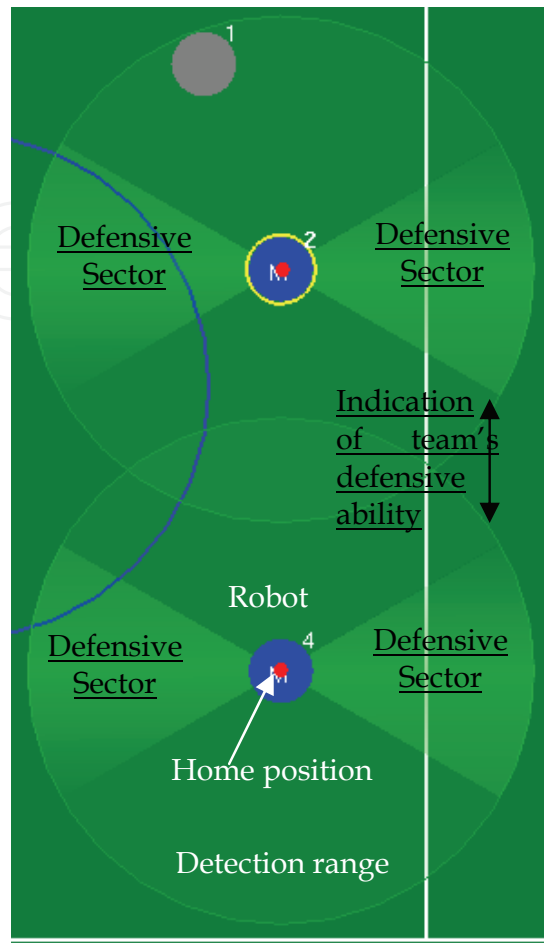 1
2
Defensive
Sector
Defensive
Sector
M
Indication
of team's
defensive
ability
Robot
4
Defensive
Sector
Defensive
Sector
M
Home position
Detection range